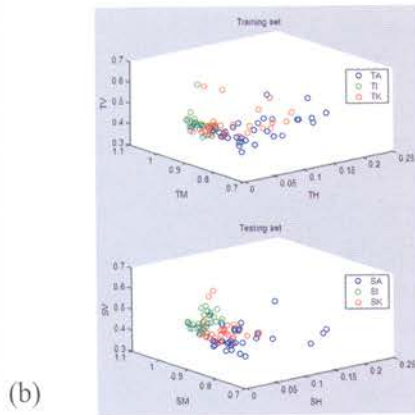 Training set
0.7
0.6
0.5
0.4
0.3
1.1
1
0.9
0.8
0.7
0
0.05
0.1
0.15
0.2
0.25
TV
TM
TH
TA
TI
TK
Testing set
0.7
0.6
0.5
0.4
0.3
1.1
1
0.9
0.8
0.7
0
0.05
0.1
0.15
0.2
0.25
SV
SM
SH
SA
SI
SK
(b)